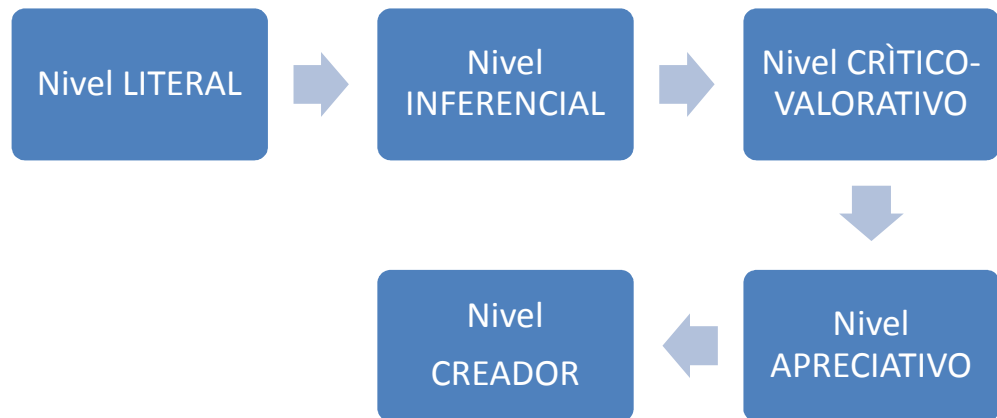 Nivel LITERAL
Nivel
INFERENCIAL
Nivel CRÌTICO-
VALORATIVO
Nivel
APRECIATIVO
Nivel
CREADOR